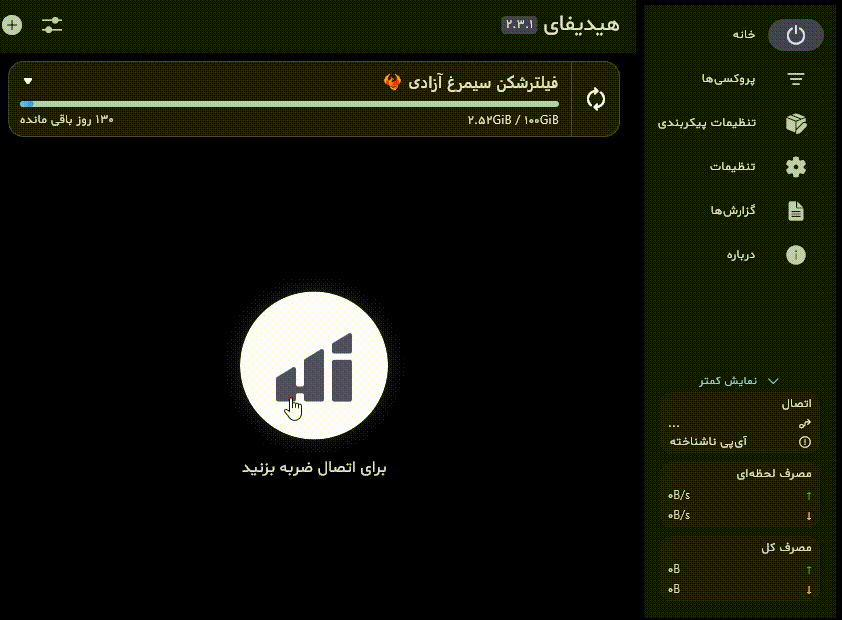 هیدیفای ۲.۳.۱
فیلترشکن سیمرغ آزادی
۲.۵۲GiB / ۱۰۰GiB
۱۳۰ روز باقی مانده
برای اتصال ضربه بزنید
خانه
پروکسی‌ها
تنظیمات پیکربندی
تنظیمات
گزارش‌ها
درباره
نمایش کمتر
اتصال
...
آی‌پی ناشناخته
مصرف لحظه‌ای
↑ ۰B/s
↓ ۰B/s
مصرف کل
↑ ۰B
↓ ۰B